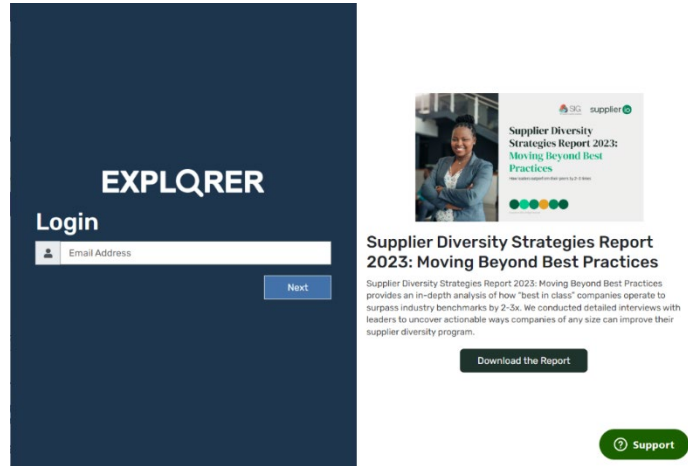 EXPLORER
Login
Email Address
Next
SIG
supplier io
Supplier Diversity
Strategies Report 2023:
Moving Beyond Best
Practices
Supplier Diversity Strategies Report
2023: Moving Beyond Best Practices
Supplier Diversity Strategies Report 2023: Moving Beyond Best Practices
provides an in-depth analysis of how "best in class" companies operate to
surpass industry benchmarks by 2-3x. We conducted detailed interviews with
leaders to uncover actionable ways companies of any size can improve their
supplier diversity program.
Download the Report
Support